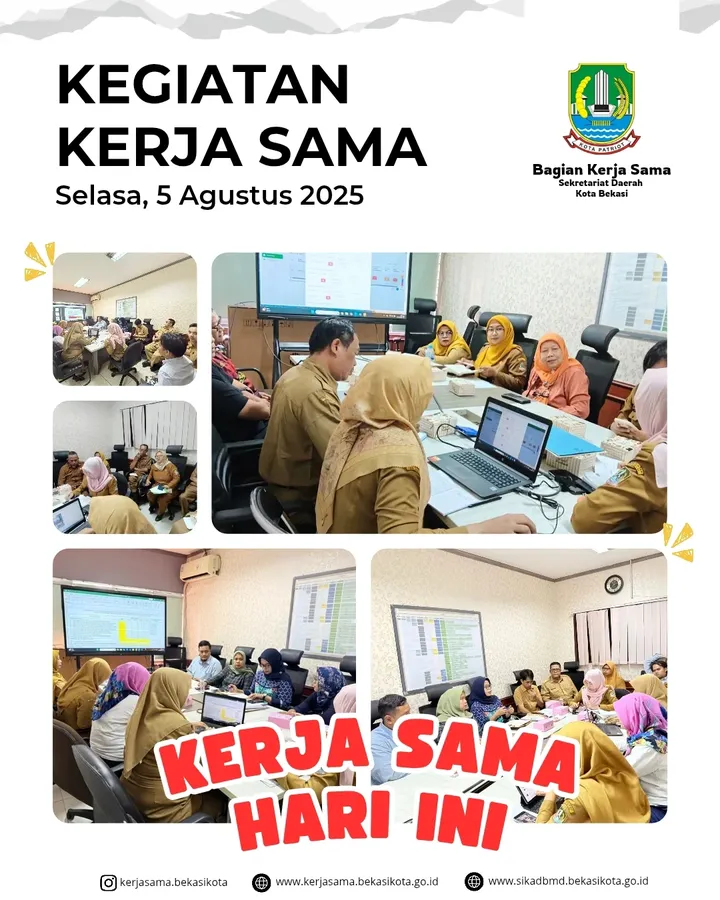 KEGIATAN
KERJA SAMA
Selasa, 5 Agustus 2025
KOTA PATRIOT
Bagian Kerja Sama
Sekretariat Daerah
Kota Bekasi
KERJA SAMA
HARI INI
kerjasama.bekasikota
www.kerjasama.bekasikota.go.id
www.sikadbmd.bekasikota.go.id